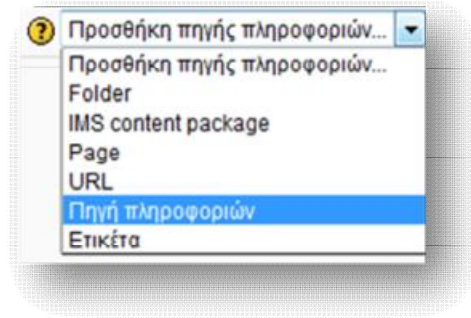 Προσθήκη πηγής πληροφοριών...
Προσθήκη πηγής πληροφοριών...
Folder
IMS content package
Page
URL
Πηγή πληροφοριών
Ετικέτα